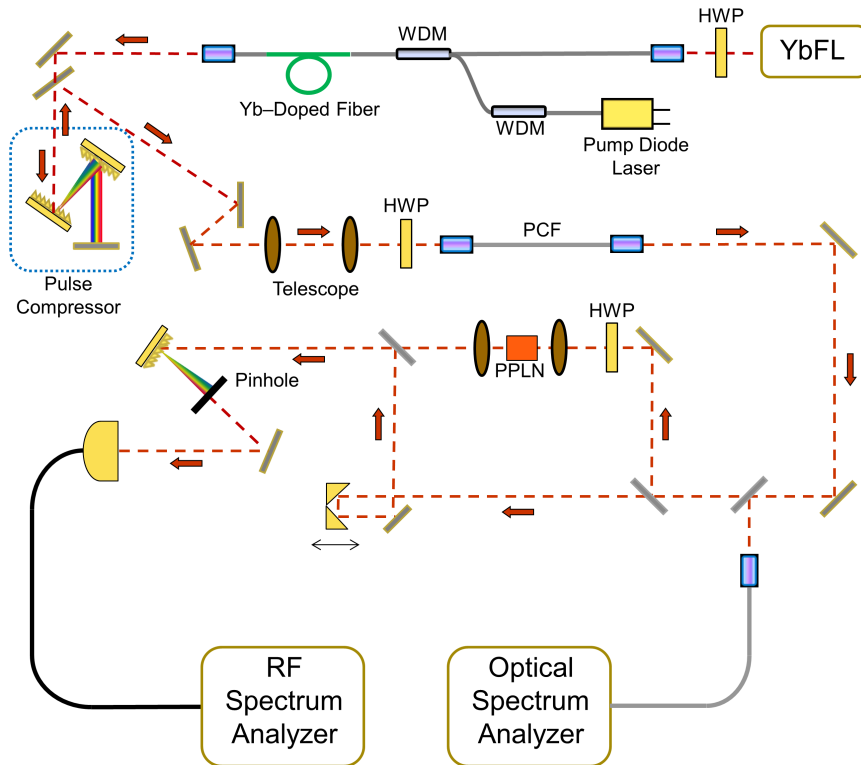 HWP
YbFL
WDM
Yb–Doped Fiber
WDM
Pump Diode
Laser
HWP
PCF
Telescope
Pulse
Compressor
HWP
PPLN
Pinhole
RF
Spectrum
Analyzer
Optical
Spectrum
Analyzer